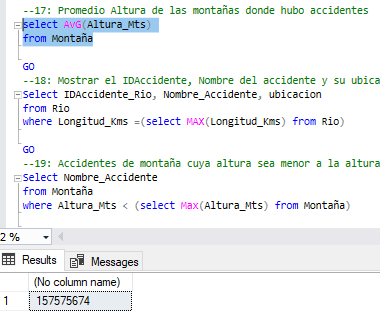 --17: Promedio Altura de las montañas donde hubo accidentes
select AvG(Altura_Mts)
from Montaña
GO
--18: Mostrar el IDAccidente, Nombre del accidente y su ubica
Select IDAccidente_Rio, Nombre_Accidente, ubicacion
from Rio
where Longitud_Kms =(select MAX(Longitud_Kms) from Rio)
GO
--19: Accidentes de montaña cuya altura sea menor a la altura
Select Nombre_Accidente
from Montaña
where Altura_Mts < (select Max(Altura_Mts) from Montaña)
2 %
Results Messages
(No column name)
1 157575674